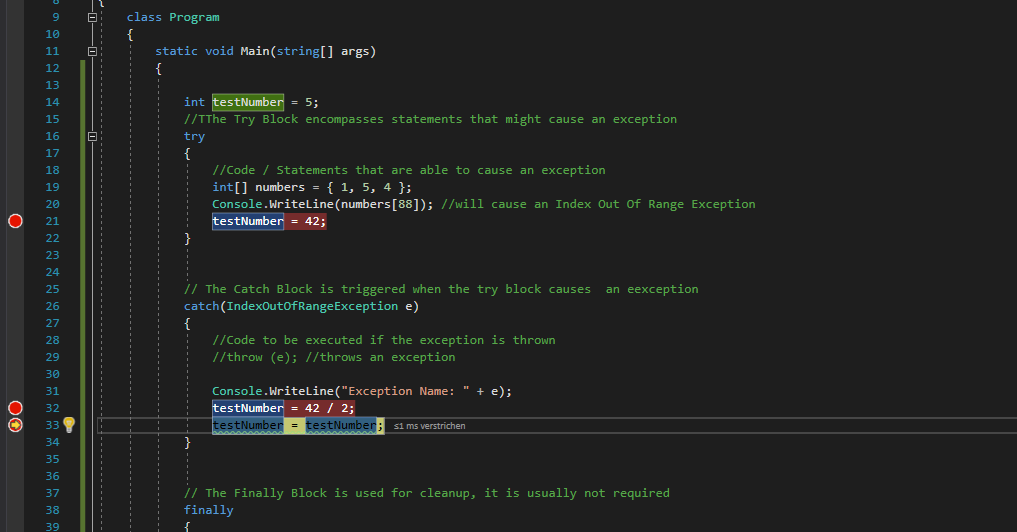 8 {
9 class Program
10 {
11 static void Main(string[] args)
12 {
13
14 int testNumber = 5;
15 //TThe Try Block encompasses statements that might cause an exception
16 try
17 {
18 //Code / Statements that are able to cause an exception
19 int[] numbers = { 1, 5, 4 };
20 Console.WriteLine(numbers[88]); //will cause an Index Out Of Range Exception
21 testNumber = 42;
22 }
23
24
25 // The Catch Block is triggered when the try block causes  an eexception
26 catch(IndexOutOfRangeException e)
27 {
28 //Code to be executed if the exception is thrown
29 //throw (e); //throws an exception
30
31 Console.WriteLine("Exception Name: " + e);
32 testNumber = 42 / 2;
33 testNumber = testNumber; ≤1 ms verstrichen
34 }
35
36
37 // The Finally Block is used for cleanup, it is usually not required
38 finally
39 {